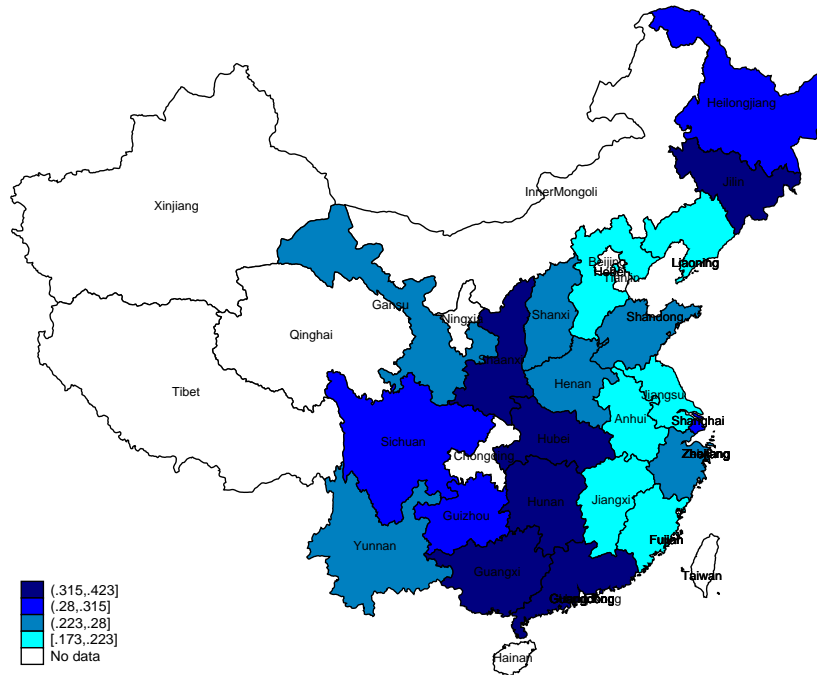 Heilongjiang
Jilin
InnerMongoli
Xinjiang
Beijing
Hebei
Tianjin
Liaoning
Gansu
Ningxia
Shanxi
Shandong
Qinghai
Shaanxi
Henan
Tibet
Jiangsu
Anhui
Shanghai
Sichuan
Hubei
Chongqing
Zhejiang
Hunan
Jiangxi
Guizhou
Fujian
Yunnan
Guangxi
Taiwan
Guangdong
Hainan
(.315,.423]
(.28,.315]
(.223,.28]
[.173,.223]
No data